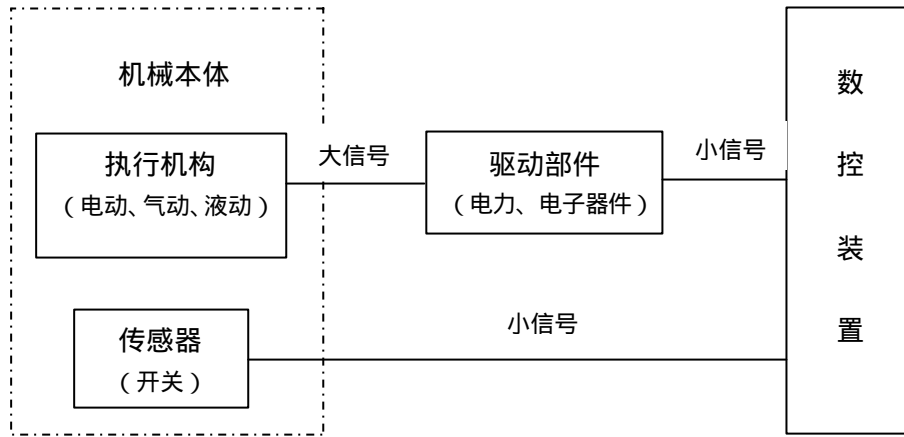 机械本体
执行机构
（电动、气动、液动）
大信号
驱动部件
（电力、电子器件）
小信号
数
控
装
置
传感器
（开关）
小信号